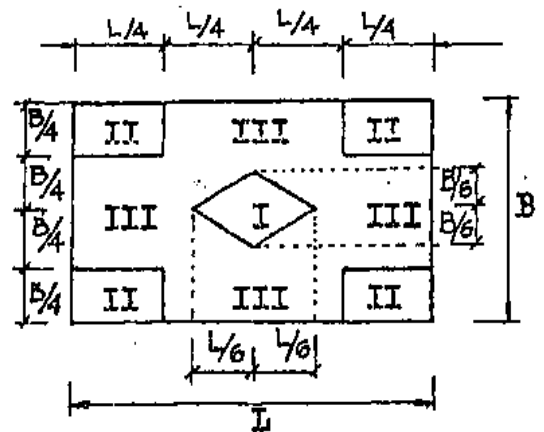 L/4 L/4 L/4 L/4
B/4 II III II
B/4 B/6
III I III B
B/4 B/6
B/4 II III II
L/6 L/6
L